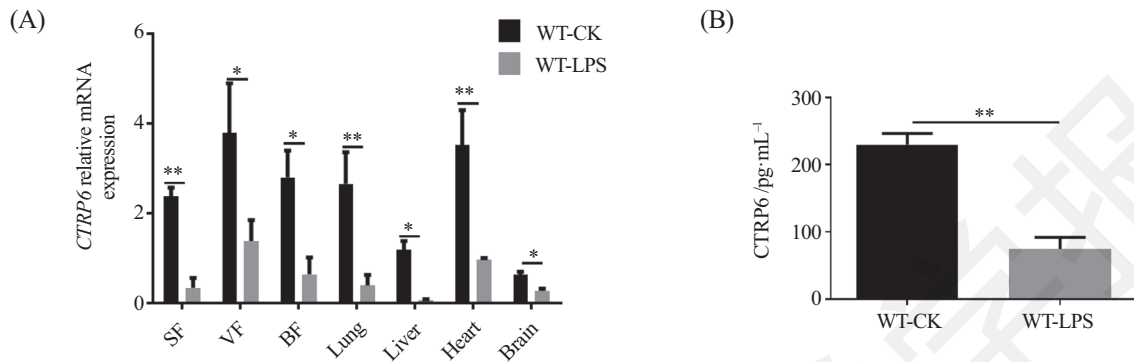 (A)
CTRP6 relative mRNA
expression
6
4
2
0
**
*
*
**
*
**
*
SF
VF
BF
Lung
Liver
Heart
Brain
WT-CK
WT-LPS
(B)
CTRP6 /pg·mL⁻¹
300
200
100
0
**
WT-CK
WT-LPS
报